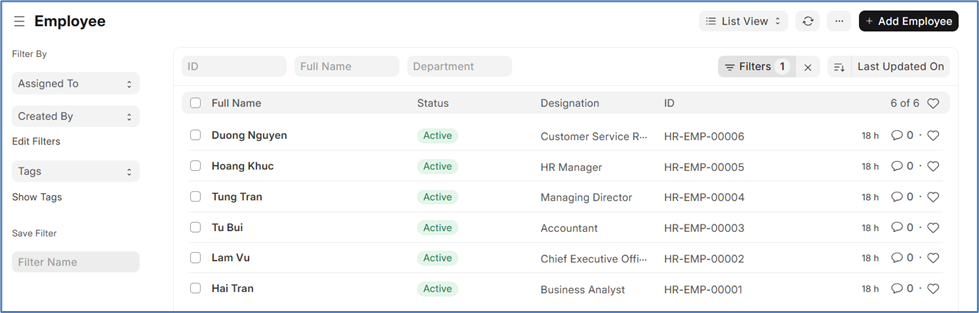 Employee
List View
... + Add Employee
Filter By
Assigned To
Created By
Edit Filters
Tags
Show Tags
Save Filter
Filter Name
ID Full Name Department Filters 1 × Last Updated On
Full Name Status Designation ID 6 of 6
Duong Nguyen Active Customer Service R... HR-EMP-00006 18 h 0 ·
Hoang Khuc Active HR Manager HR-EMP-00005 18 h 0 ·
Tung Tran Active Managing Director HR-EMP-00004 18 h 0 ·
Tu Bui Active Accountant HR-EMP-00003 18 h 0 ·
Lam Vu Active Chief Executive Offi... HR-EMP-00002 18 h 0 ·
Hai Tran Active Business Analyst HR-EMP-00001 18 h 0 ·